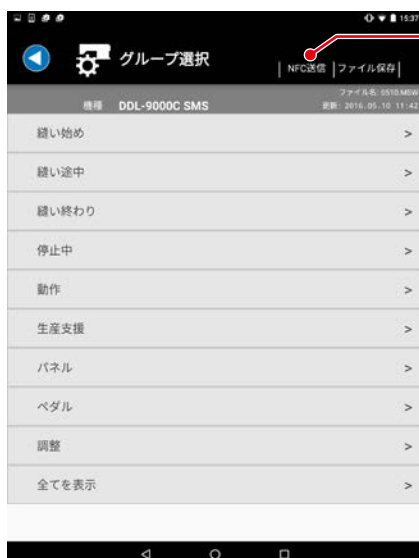 15:37
グループ選択
NFC送信 ファイル保存
ファイル名: 0510.MSW
機種 DDL-9000C SMS
更新: 2016.05.10 11:42
縫い始め >
縫い途中 >
縫い終わり >
停止中 >
動作 >
生産支援 >
パネル >
ペダル >
調整 >
全てを表示 >